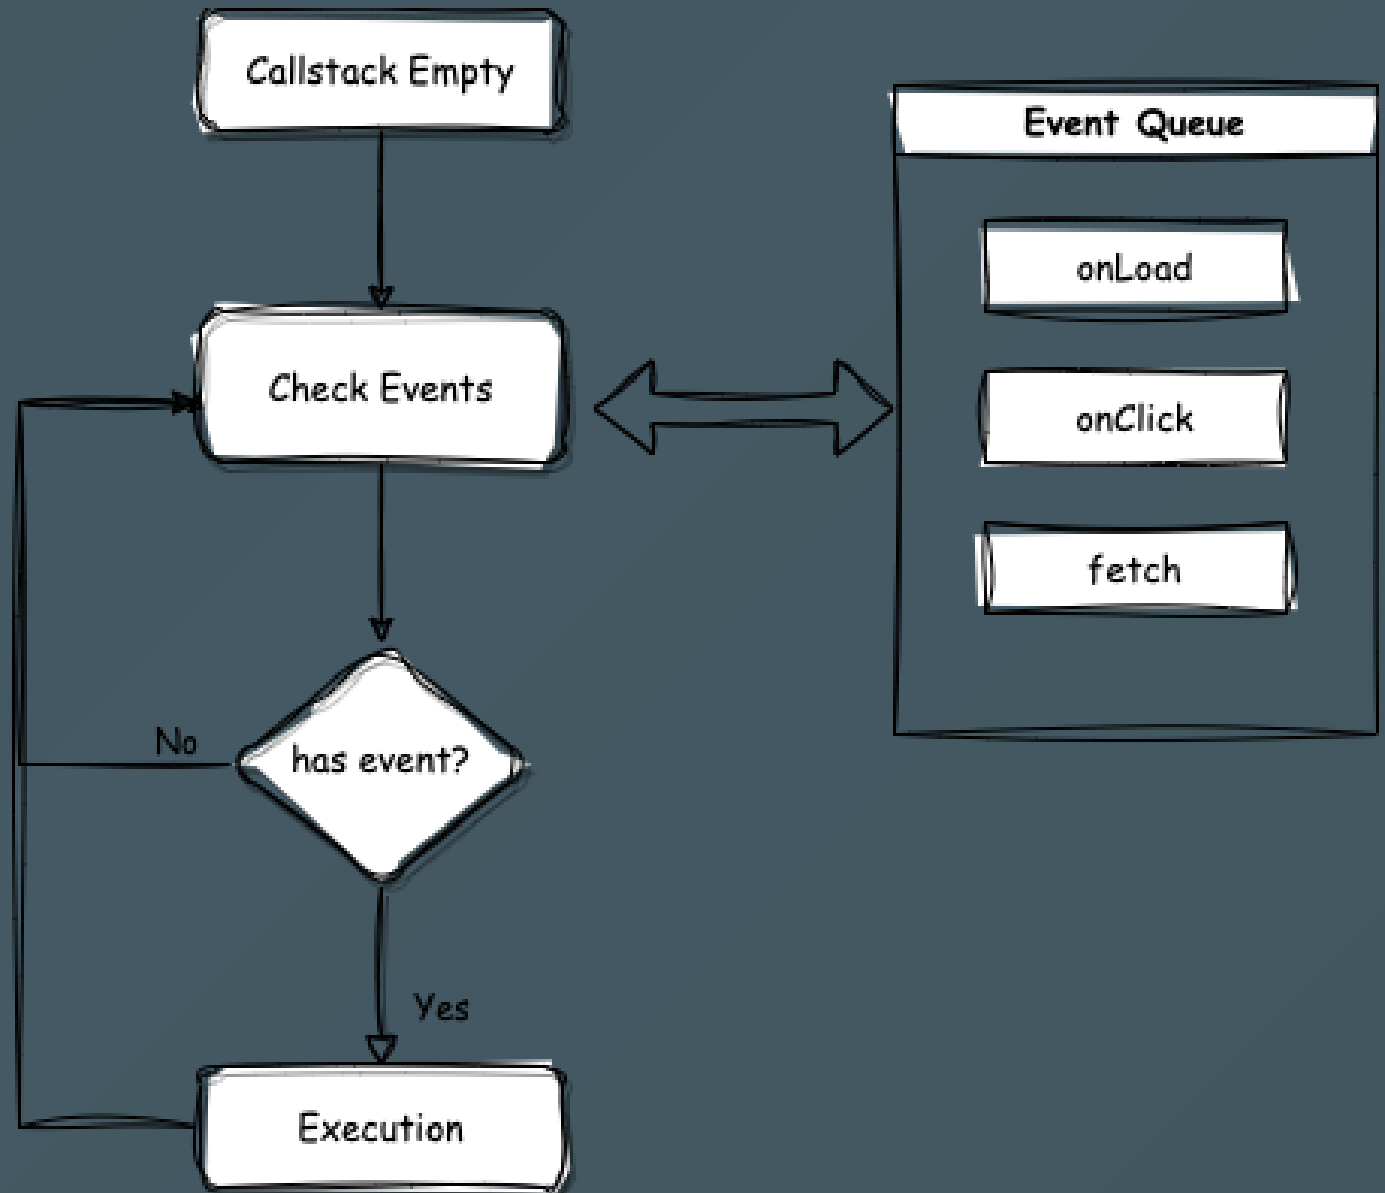 Callstack Empty
Check Events
has event?
No
Yes
Execution
Event Queue
onLoad
onClick
fetch